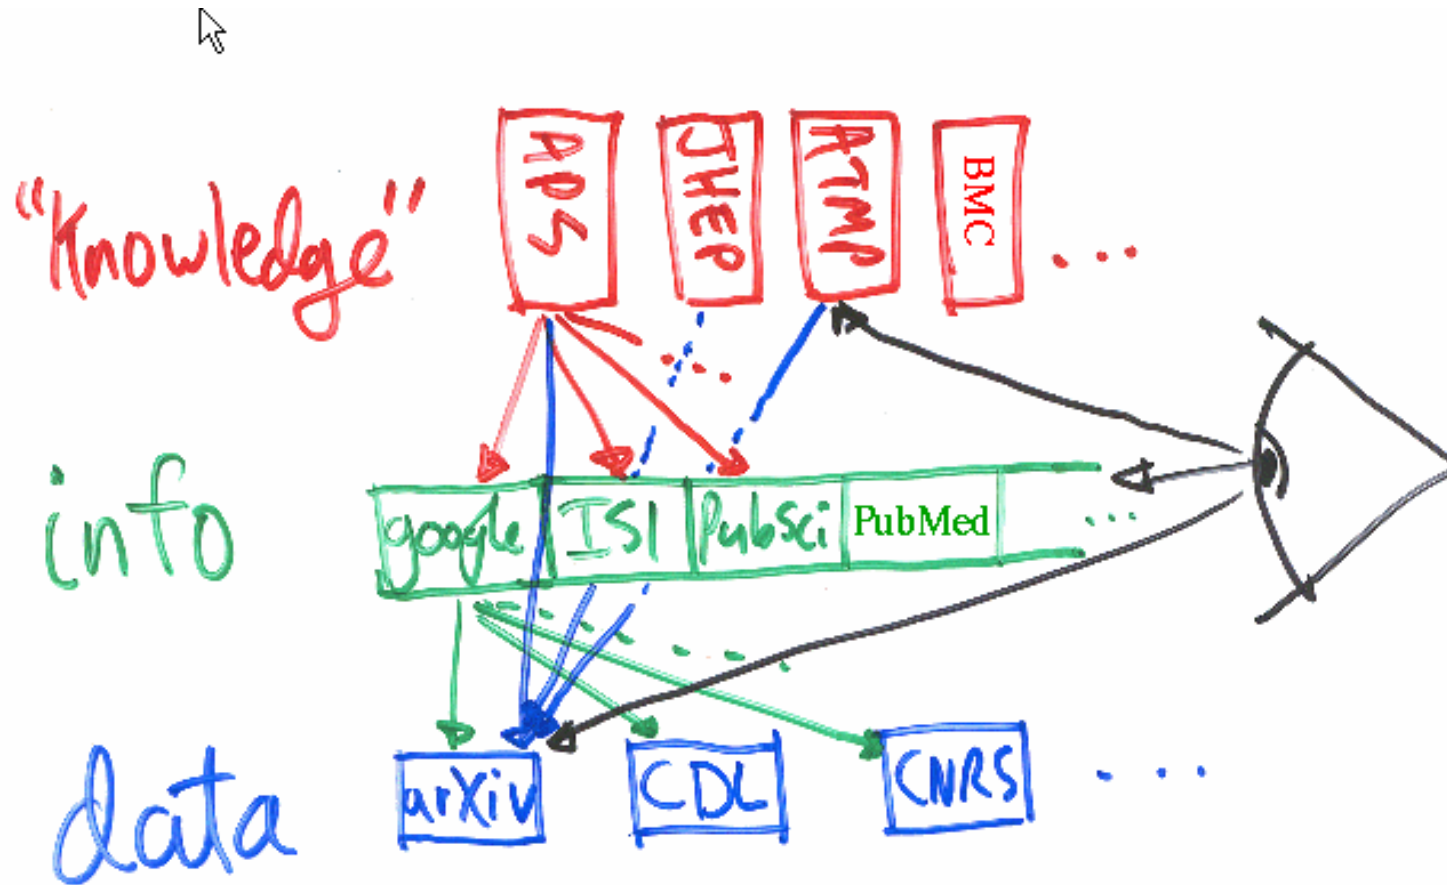 "Knowledge" APS JHEP ATMP BMC ...
info google ISI PubSci PubMed ...
data arXiv CDL CNRS ...